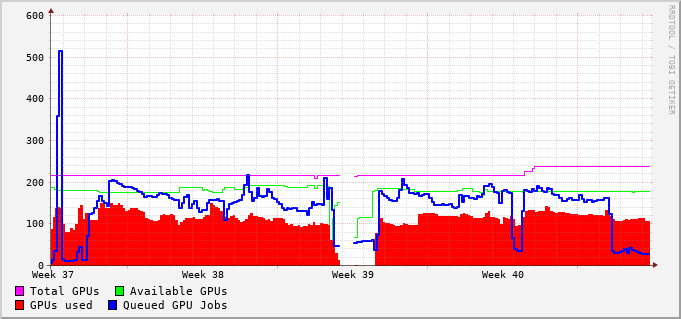 600
500
400
300
200
100
0
Week 37 Week 38 Week 39 Week 40
Total GPUs Available GPUs
GPUs used Queued GPU Jobs
RRDTOOL / TOBI OETIKER